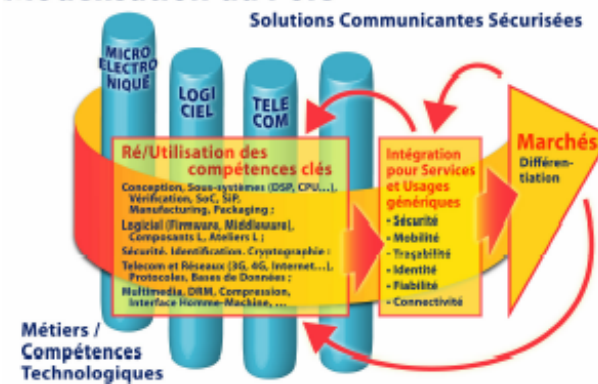 Solutions Communicantes Sécurisées
MICRO
ELECTRO
NIQUE
LOGI
CIEL
TELE
COM
Ré/Utilisation des
compétences clés
Conception, Sous-systèmes (DSP, CPU...),
Vérification, SoC, SiP,
Manufacturing, Packaging ;
Logiciel (Firmware, Middleware),
Composants L, Ateliers L ;
Sécurité, Identification, Cryptographie ;
Telecom et Réseaux (3G, 4G, Internet...),
Protocoles, Bases de Données ;
Multimedia, DRM, Compression,
Interface Homme-Machine, ...
Intégration
pour Services
et Usages
génériques
- Sécurité
- Mobilité
- Traçabilité
- Identité
- Fiabilité
- Connectivité
Marchés
Différen-
tiation
Métiers /
Compétences
Technologiques